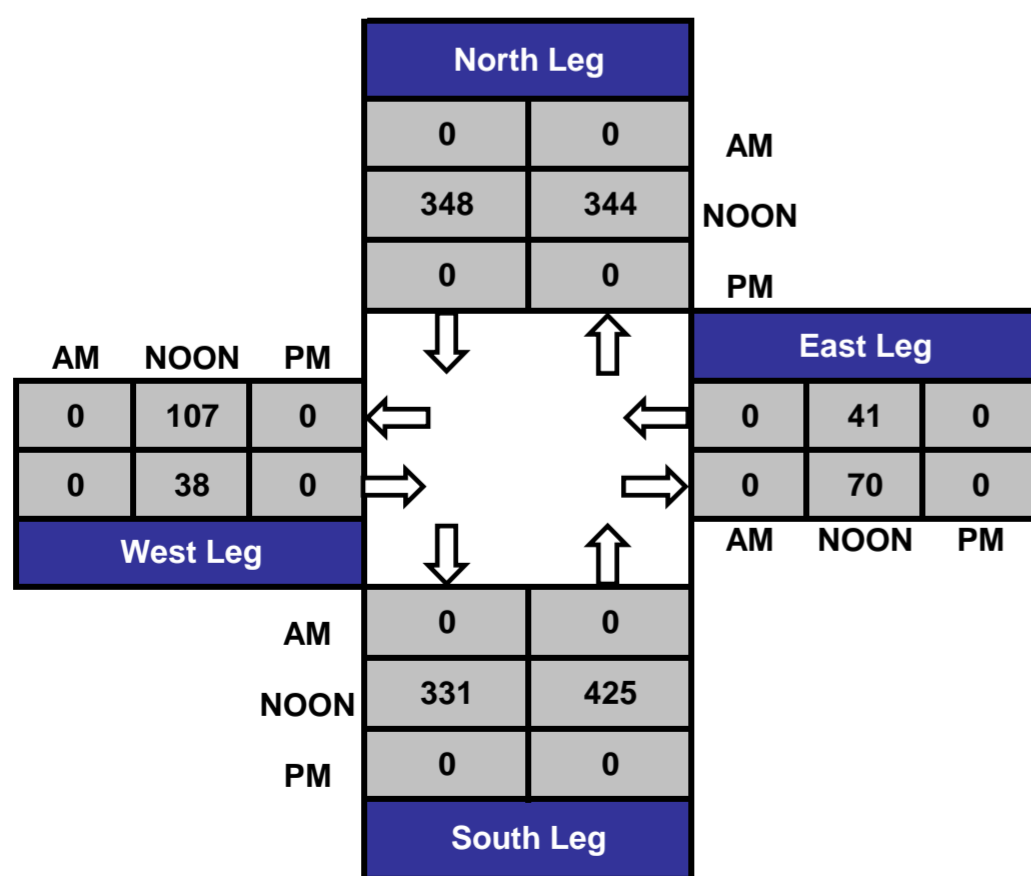 North Leg
0 0
AM
348 344
NOON
0 0
PM
East Leg
AM NOON PM
0 107 0
0 41 0
0 38 0
0 70 0
West Leg
AM NOON PM
AM
0 0
NOON
331 425
PM
0 0
South Leg